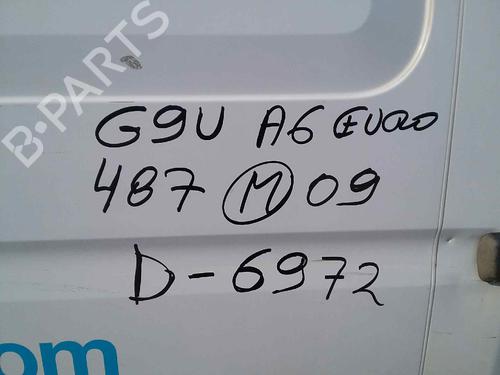 B-PARTS
G9U A6 EURO
487 M 09
D-6972
om